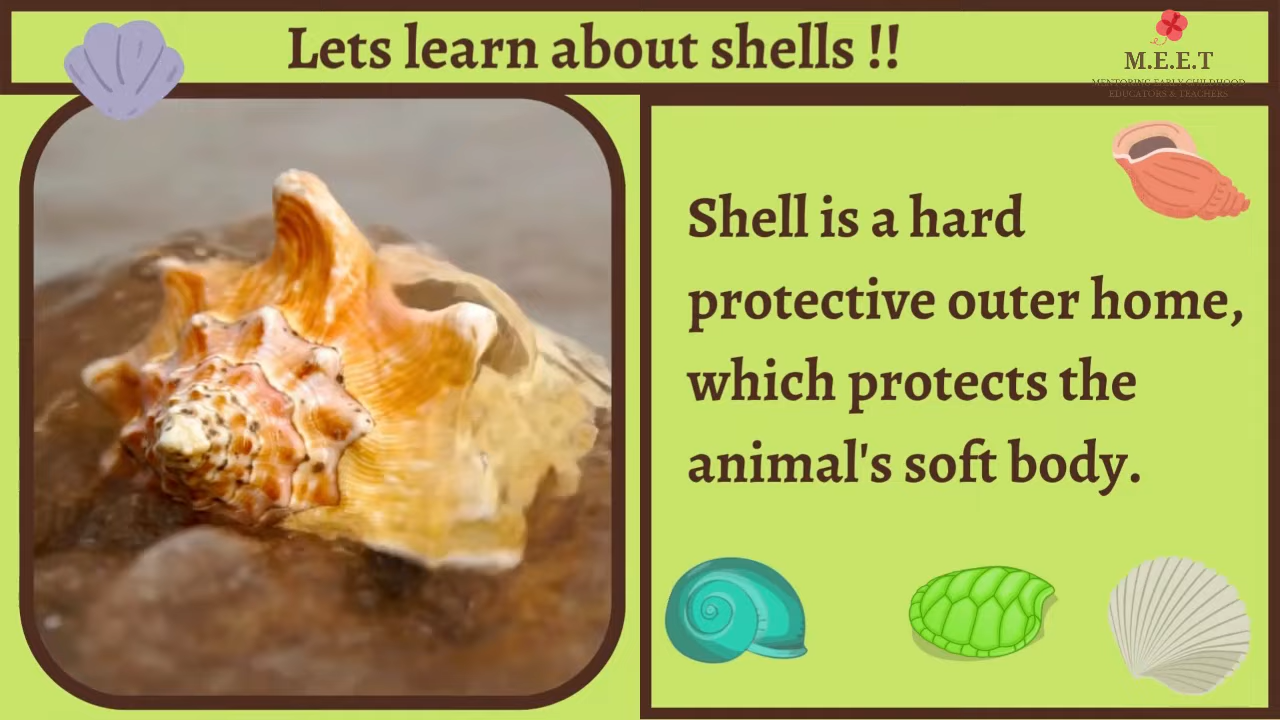 Lets learn about shells !!
M.E.E.T
MENTORING EARLY CHILDHOOD
EDUCATORS & TEACHERS
Shell is a hard
protective outer home,
which protects the
animal's soft body.